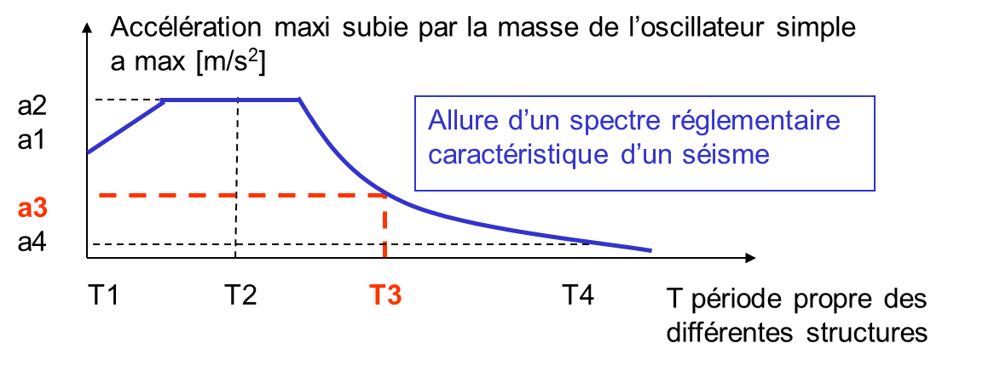 Accélération maxi subie par la masse de l’oscillateur simple
a max [m/s²]
a2
a1
Allure d’un spectre réglementaire
caractéristique d’un séisme
a3
a4
T1 T2 T3 T4
T période propre des
différentes structures